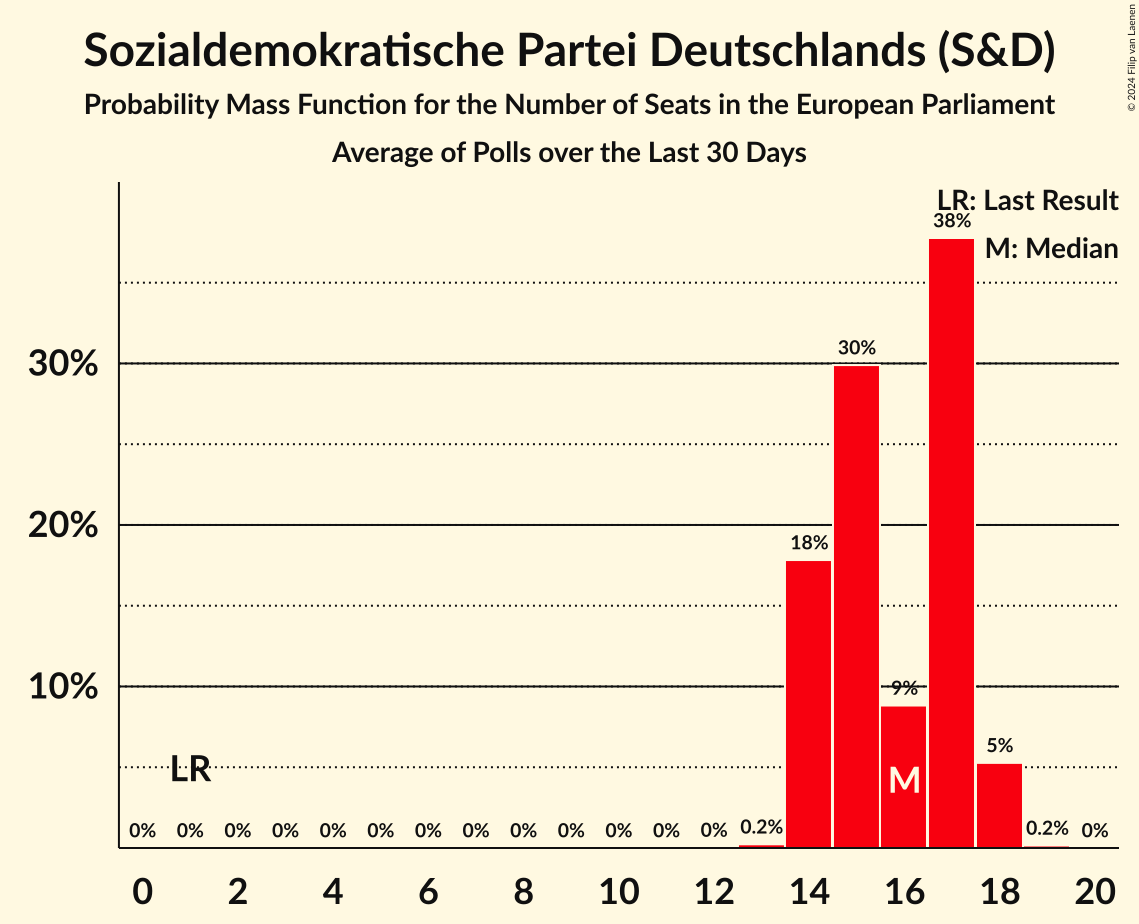 Sozialdemokratische Partei Deutschlands (S&D)
Probability Mass Function for the Number of Seats in the European Parliament
Average of Polls over the Last 30 Days
© 2024 Filip van Laenen
LR: Last Result
M: Median
38%
30%
30%
20%
18%
10%
9%
5%
LR
M
0% 0% 0% 0% 0% 0% 0% 0% 0% 0% 0% 0% 0% 0.2% 0.2% 0%
0 2 4 6 8 10 12 14 16 18 20